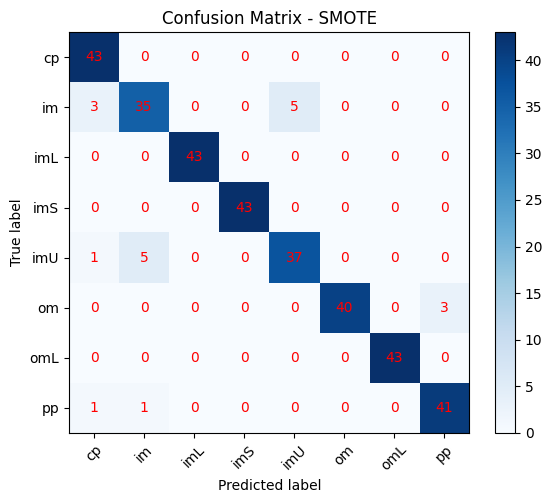 Confusion Matrix - SMOTE
True label
cp 43 0 0 0 0 0 0 0
im 3 35 0 0 5 0 0 0
imL 0 0 43 0 0 0 0 0
imS 0 0 0 43 0 0 0 0
imU 1 5 0 0 37 0 0 0
om 0 0 0 0 0 40 0 3
omL 0 0 0 0 0 0 43 0
pp 1 1 0 0 0 0 0 41
cp im imL imS imU om omL pp
Predicted label
40
35
30
25
20
15
10
5
0